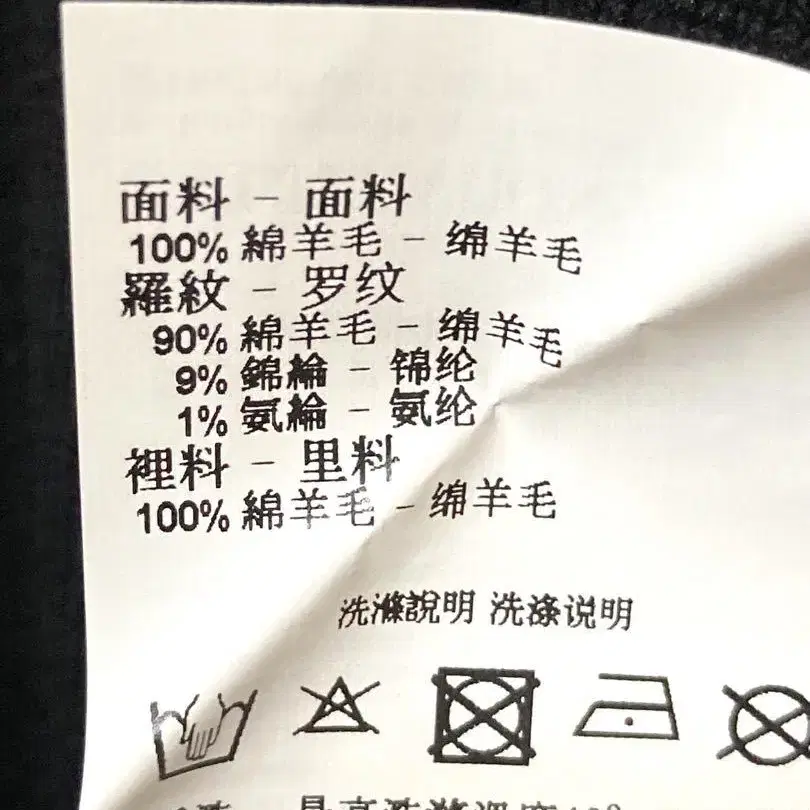 面料 - 面料
100% 綿羊毛 - 绵羊毛
羅紋 - 罗纹
90% 綿羊毛 - 绵羊毛
9% 錦綸 - 锦纶
1% 氨綸 - 氨纶
裡料 - 里料
100% 綿羊毛 - 绵羊毛
洗滌說明 洗涤说明